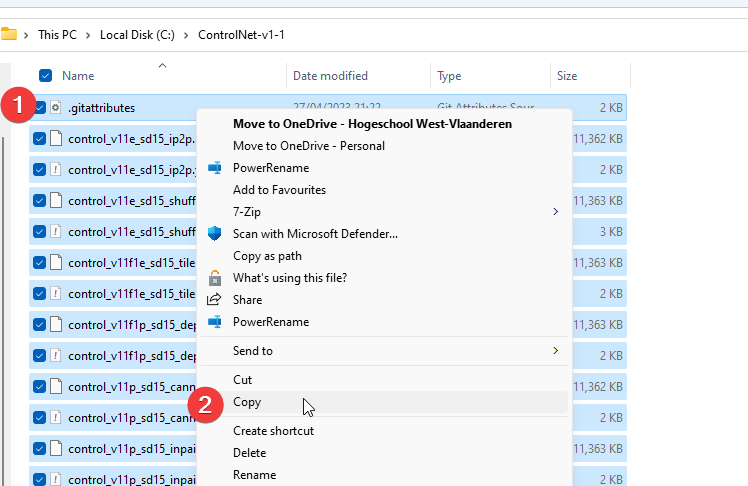 This PC > Local Disk (C:) > ControlNet-v1-1
Name Date modified Type Size
1 .gitattributes 27/04/2023 21:22 Git Attributes Sour 2 KB
Move to OneDrive - Hogeschool West-Vlaanderen
control_v11e_sd15_ip2p. 11,362 KB
Move to OneDrive - Personal
control_v11e_sd15_ip2p. 2 KB
PowerRename
Add to Favourites
control_v11e_sd15_shuff 11,363 KB
7-Zip >
control_v11e_sd15_shuff 3 KB
Scan with Microsoft Defender...
Copy as path
control_v11f1e_sd15_tile 11,363 KB
What's using this file?
control_v11f1e_sd15_tile. 2 KB
Share
control_v11f1p_sd15_dep 11,363 KB
PowerRename
control_v11f1p_sd15_dep 2 KB
Send to >
control_v11p_sd15_cann 11,362 KB
Cut
2 Copy
control_v11p_sd15_cann 2 KB
Create shortcut
control_v11p_sd15_inpai 11,363 KB
Delete
Rename
control_v11p_sd15_inpai 2 KB